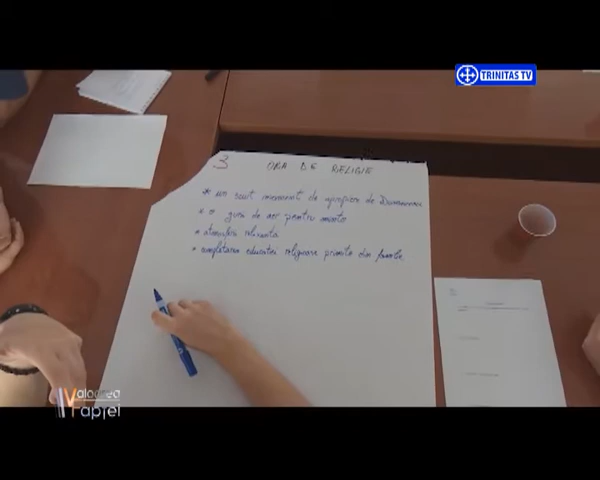 TRINITAS TV
3 ORA DE RELIGIE
* un scurt moment de apropiere de Dumnezeu
* o gură de aer pentru minte
* atmosferă relaxată
* completarea educației religioase primite din familie
Valoarea
Faptei